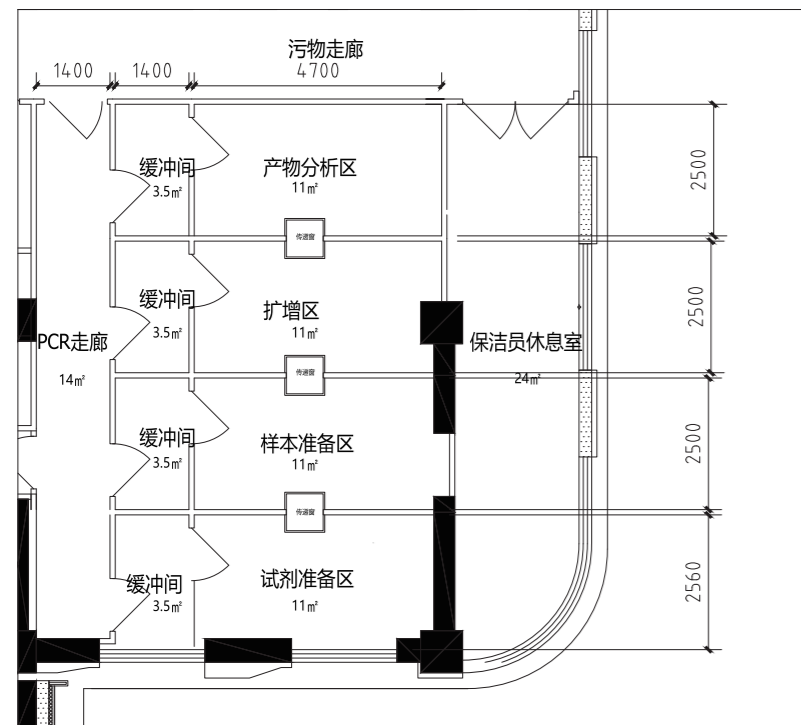 污物走廊
1400
1400
4700
缓冲间
3.5㎡
产物分析区
11㎡
2500
传递窗
缓冲间
3.5㎡
扩增区
11㎡
2500
PCR走廊
14㎡
保洁员休息室
24㎡
传递窗
缓冲间
3.5㎡
样本准备区
11㎡
2500
传递窗
缓冲间
3.5㎡
试剂准备区
11㎡
2560